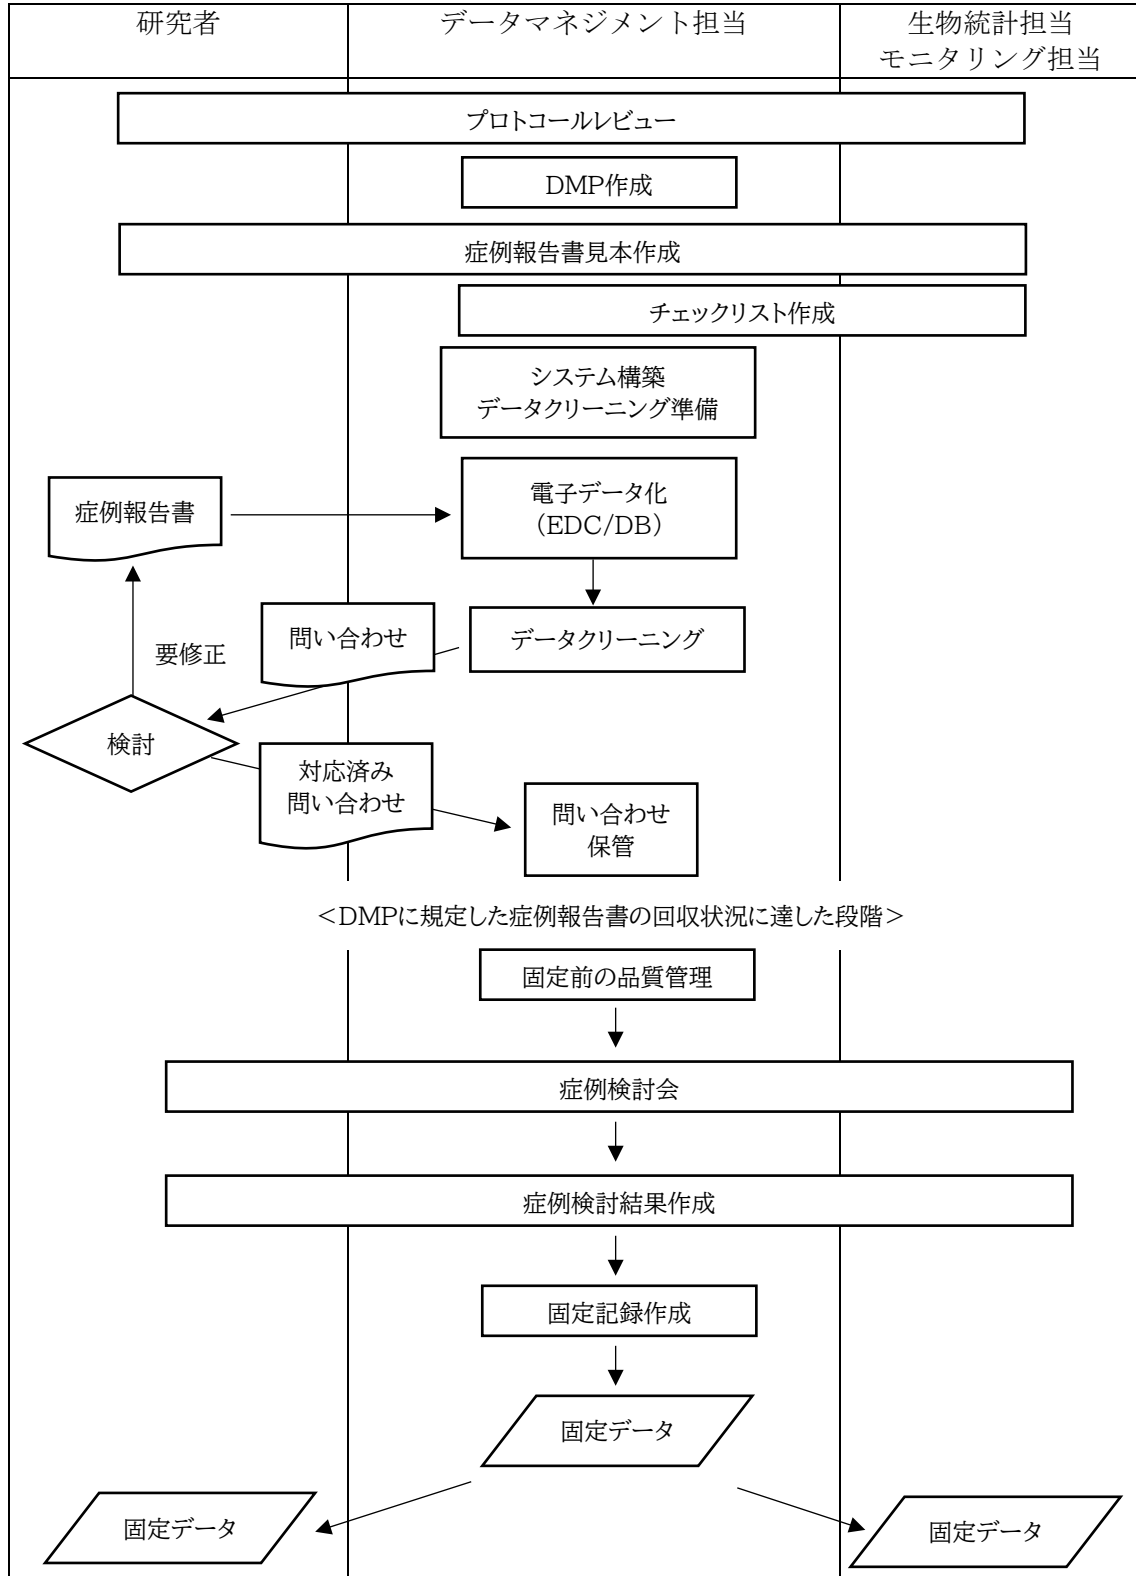 研究者
データマネジメント担当
生物統計担当
モニタリング担当
プロトコールレビュー
DMP作成
症例報告書見本作成
チェックリスト作成
システム構築
データクリーニング準備
症例報告書
電子データ化
（EDC/DB）
問い合わせ
データクリーニング
要修正
検討
対応済み
問い合わせ
問い合わせ
保管
＜DMPに規定した症例報告書の回収状況に達した段階＞
固定前の品質管理
症例検討会
症例検討結果作成
固定記録作成
固定データ
固定データ
固定データ